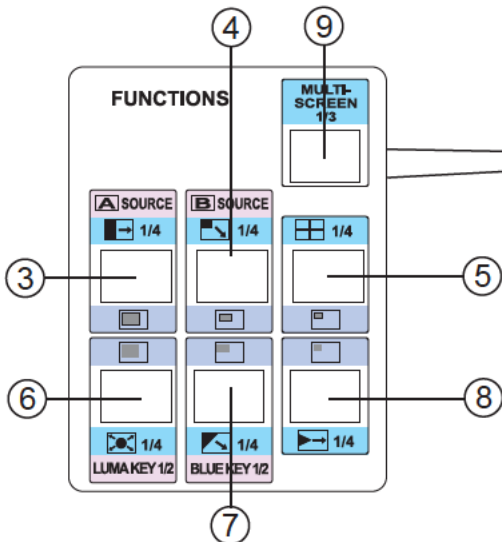 4
9
FUNCTIONS
MULTI-
SCREEN
1/3
A SOURCE
B SOURCE
1/4
1/4
1/4
3
5
6
8
1/4
1/4
1/4
LUMA KEY 1/2
BLUE KEY 1/2
7